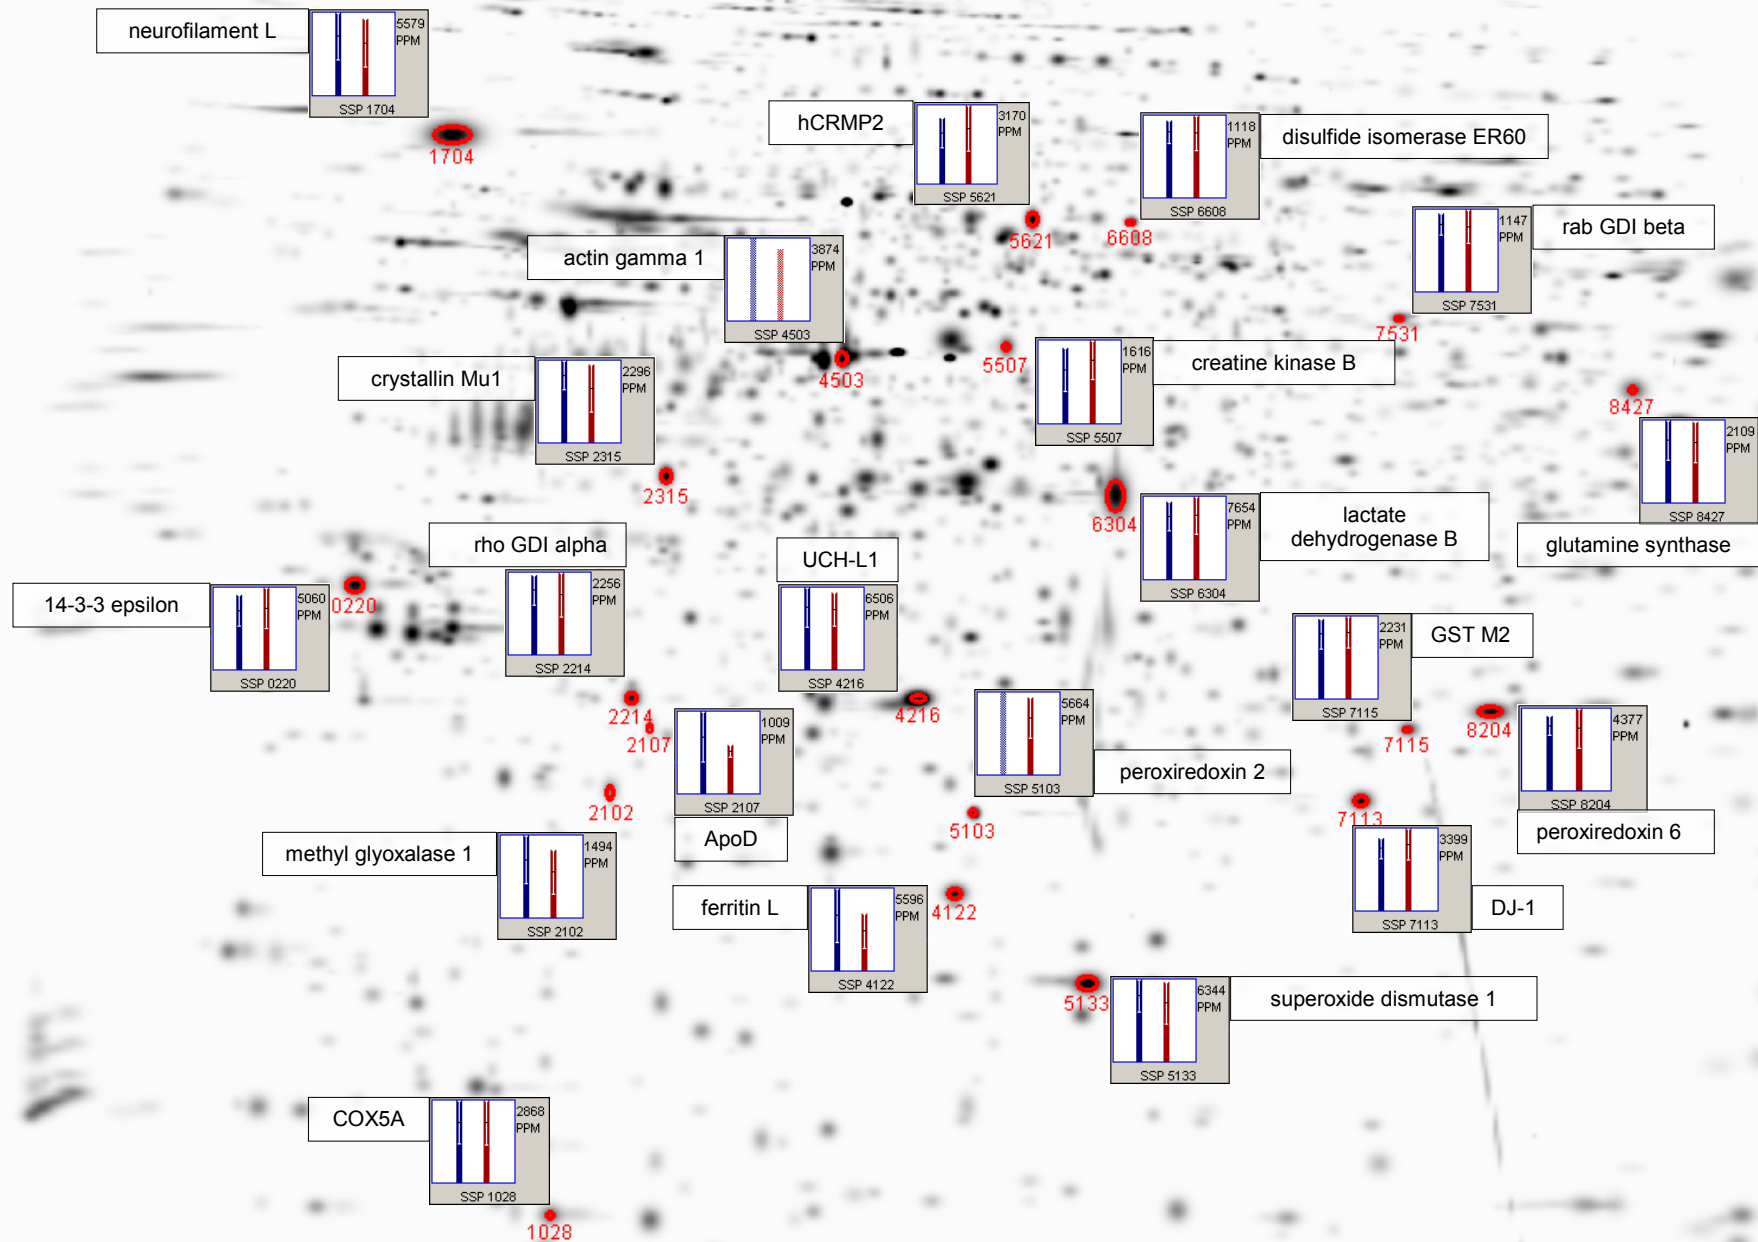 neurofilament L
5579
PPM
SSP 1704
1704
hCRMP2
3170
PPM
SSP 5621
5621
1118
PPM
SSP 6608
disulfide isomerase ER60
6608
1147
PPM
SSP 7531
rab GDI beta
7531
actin gamma 1
3874
PPM
SSP 4503
4503
5507
1616
PPM
SSP 5507
creatine kinase B
crystallin Mu1
2296
PPM
SSP 2315
2315
8427
2109
PPM
SSP 8427
glutamine synthase
6304
7654
PPM
SSP 6304
lactate
dehydrogenase B
rho GDI alpha
2256
PPM
SSP 2214
2214
UCH-L1
6506
PPM
SSP 4216
4216
14-3-3 epsilon
5060
PPM
SSP 0220
0220
2231
PPM
SSP 7115
GST M2
7115
8204
4377
PPM
SSP 8204
peroxiredoxin 6
2107
1009
PPM
SSP 2107
ApoD
5664
PPM
SSP 5103
peroxiredoxin 2
5103
2102
methyl glyoxalase 1
1494
PPM
SSP 2102
7113
3399
PPM
SSP 7113
DJ-1
ferritin L
5596
PPM
SSP 4122
4122
5133
6344
PPM
SSP 5133
superoxide dismutase 1
COX5A
2868
PPM
SSP 1028
1028